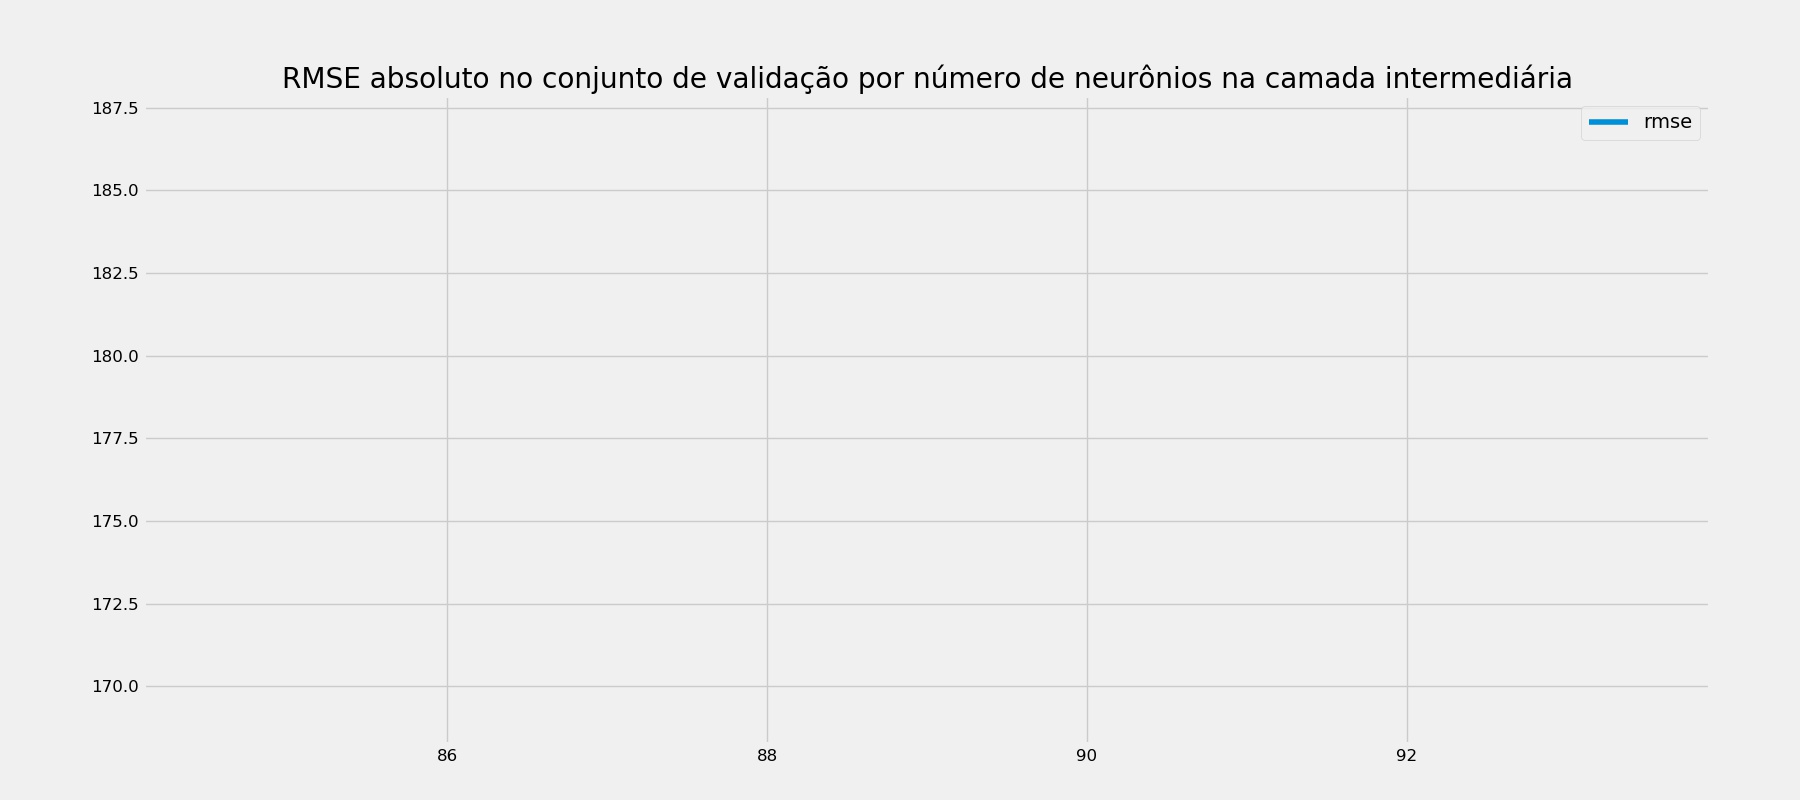 RMSE absoluto no conjunto de validação por número de neurônios na camada intermediária
187.5
rmse
185.0
182.5
180.0
177.5
175.0
172.5
170.0
86 88 90 92